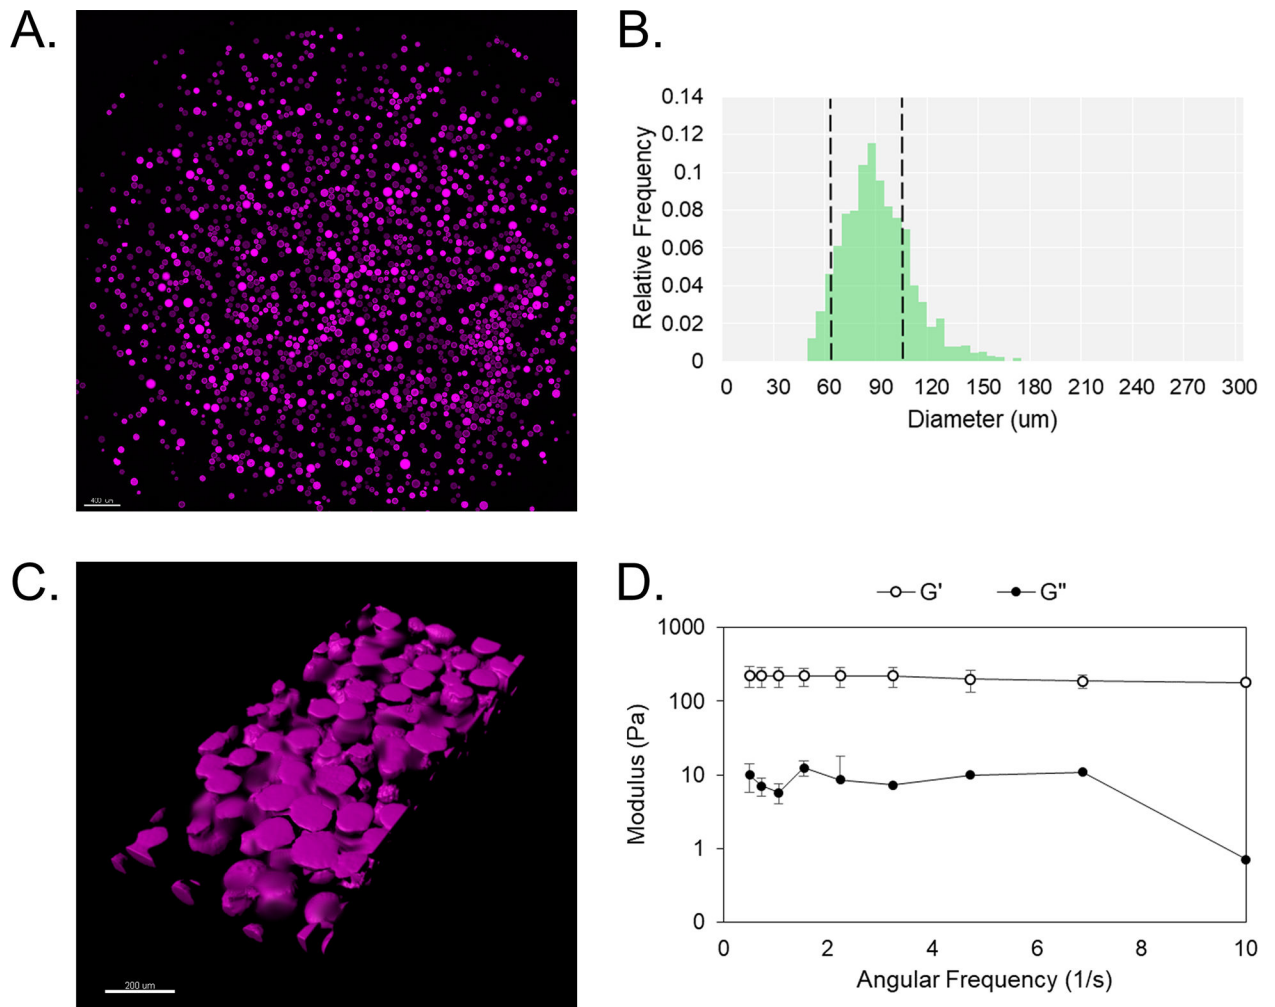 A.
400 um
B.
0.14
0.12
0.1
0.08
0.06
0.04
0.02
0
Relative Frequency
0 30 60 90 120 150 180 210 240 270 300
Diameter (um)
C.
200 um
D.
G' G"
1000
100
10
1
0
Modulus (Pa)
0 2 4 6 8 10
Angular Frequency (1/s)